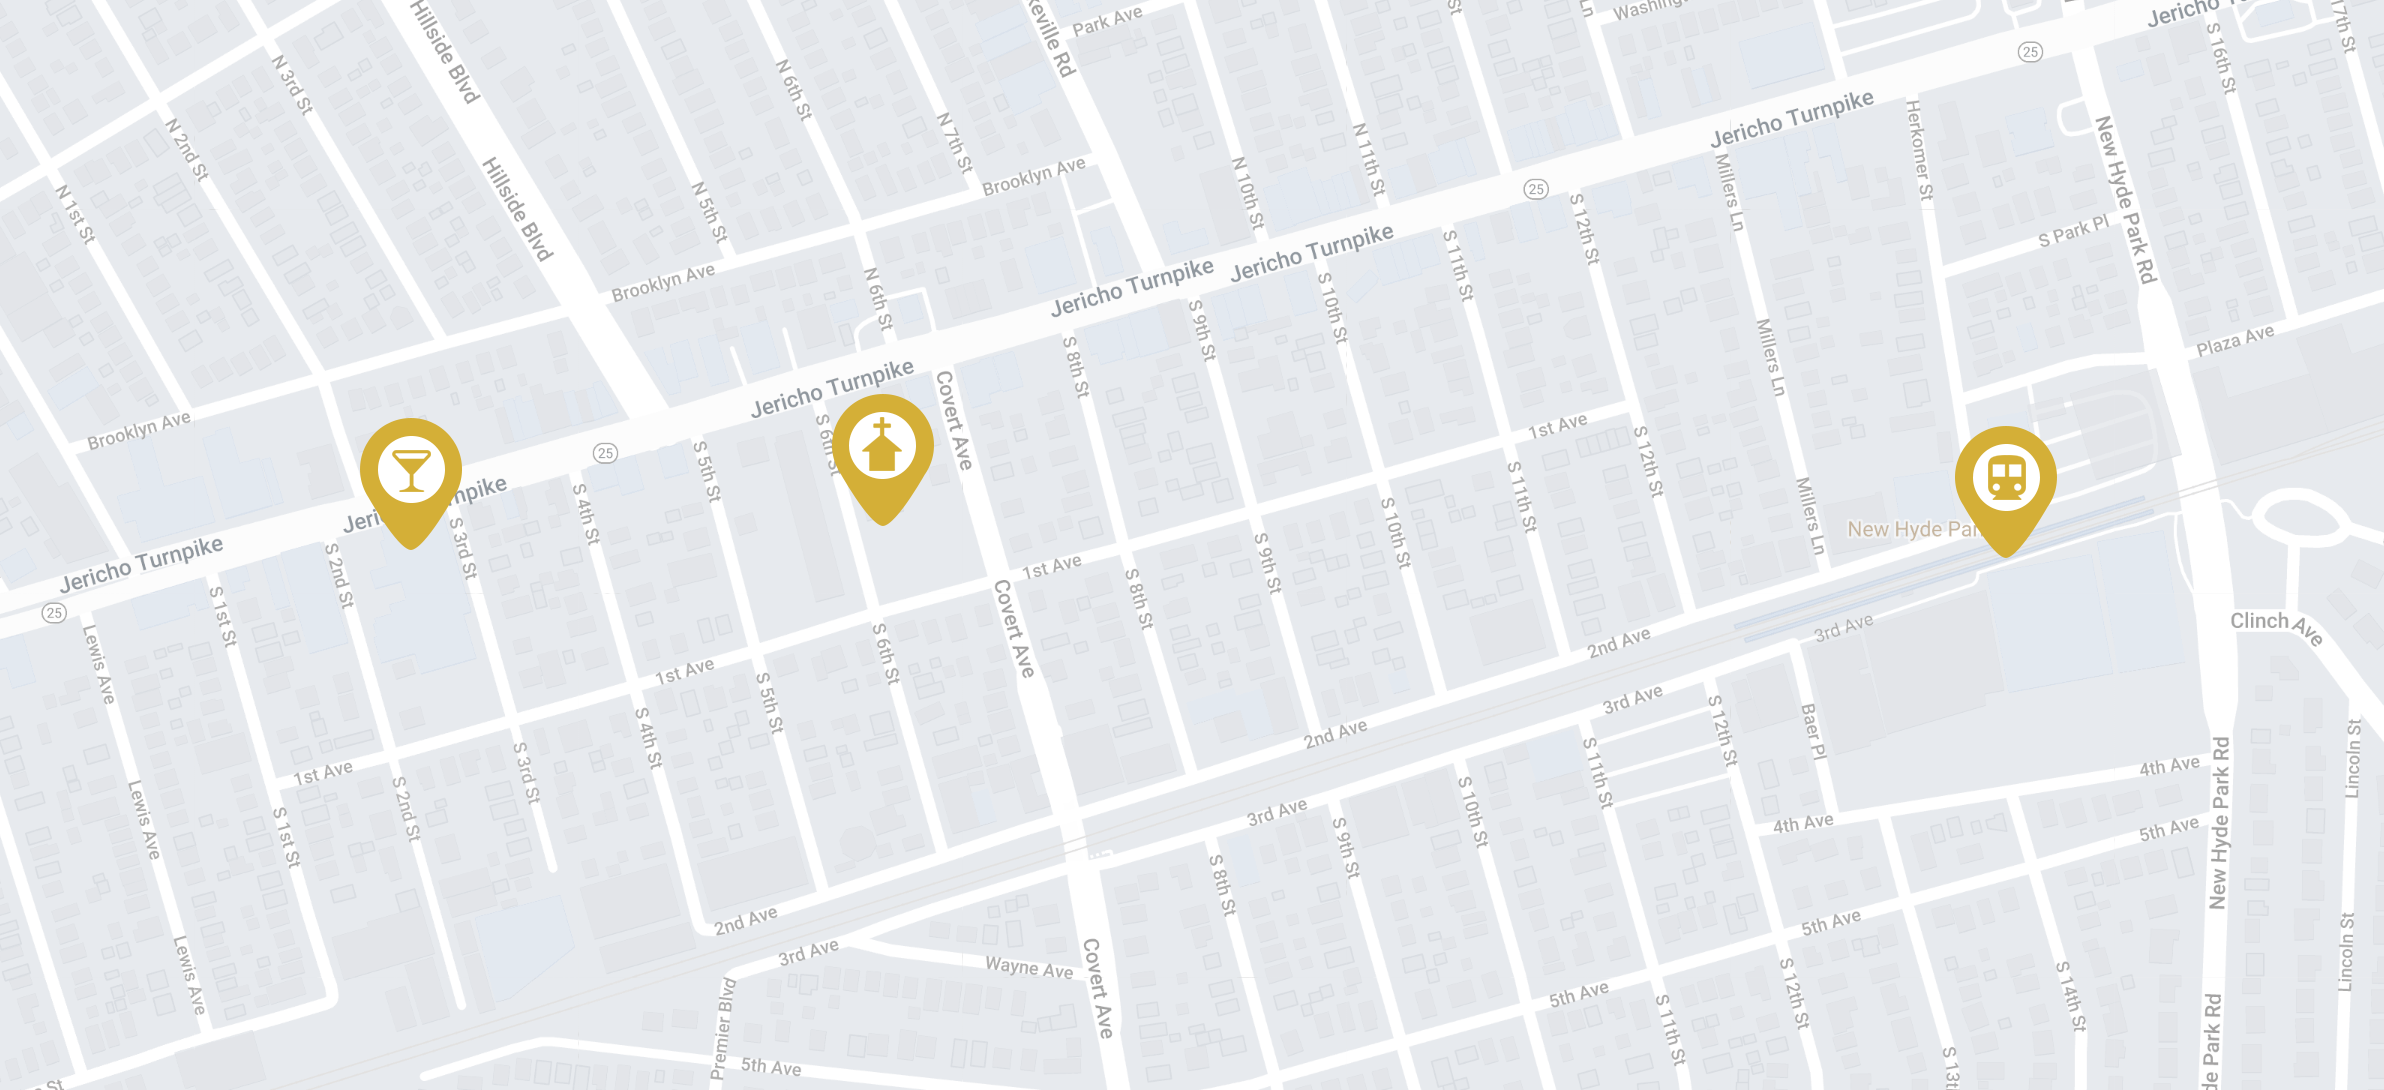 Hillside Blvd
Park Ave
Jericho
25
S 16th St
17th St
N 3rd St
N 6th St
Jericho Turnpike
Herkomer St
New Hyde Park Rd
N 2nd St
N 7th St
N 11th St
Brooklyn Ave
Hillside Blvd
N 10th St
Millers Ln
25
N 1st St
N 5th St
S 12th St
S Park Pl
Jericho Turnpike
S 11th St
Brooklyn Ave
N 6th St
Jericho Turnpike
S 10th St
S 9th St
Millers Ln
Plaza Ave
S 8th St
Jericho Turnpike
Covert Ave
Brooklyn Ave
S 6th St
1st Ave
S 12th St
25
S 5th St
S 4th St
S 11th St
Millers Ln
S 10th St
New Hyde
S 3rd St
Jericho Turnpike
S 2nd St
1st Ave
S 9th St
S 8th St
25
S 1st St
Covert Ave
Clinch Ave
3rd Ave
2nd Ave
Lewis Ave
S 6th St
1st Ave
S 5th St
3rd Ave
S 12th St
Baer Pl
S 4th St
2nd Ave
S 11th St
Lincoln St
New Hyde Park Rd
4th Ave
1st Ave
S 3rd St
S 2nd St
S 10th St
3rd Ave
S 9th St
4th Ave
5th Ave
Lewis Ave
S 1st St
S 8th St
2nd Ave
5th Ave
3rd Ave
Wayne Ave
Covert Ave
Lewis Ave
Premier Blvd
5th Ave
S 11th St
S 12th St
S 14th St
Lincoln St
Park Rd
5th Ave